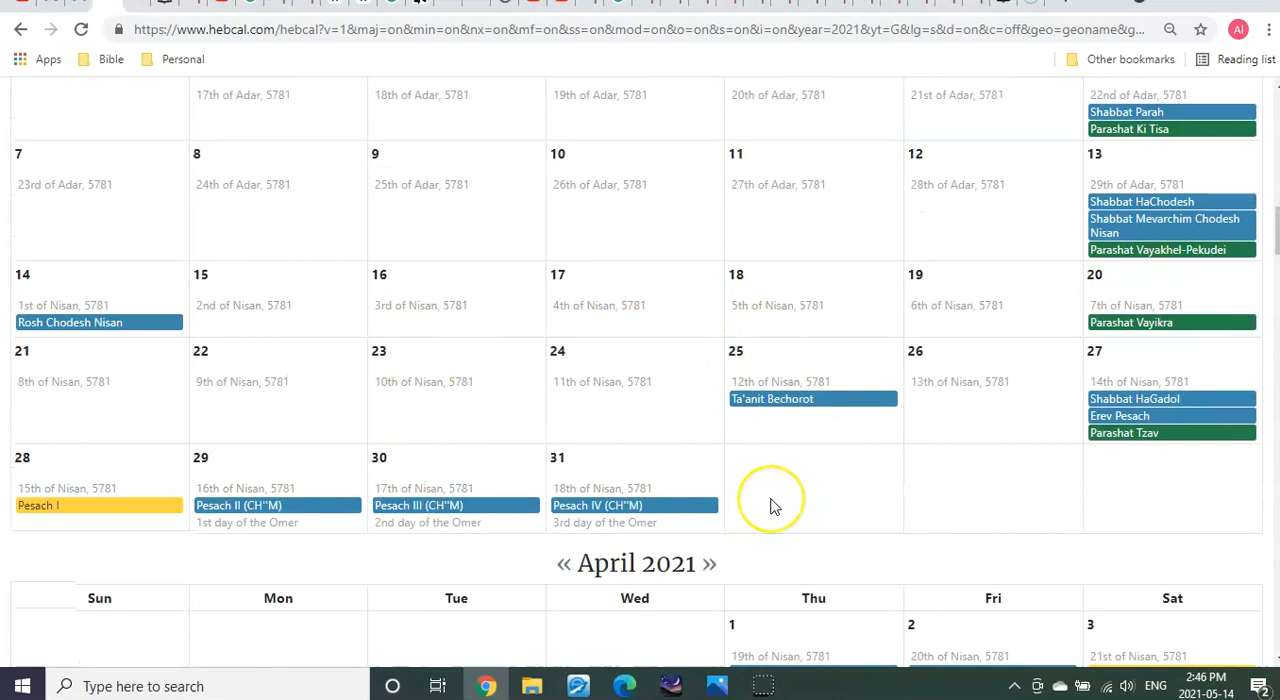 https://www.hebcal.com/hebcal?v=1&maj=on&min=on&nx=on&mf=on&ss=on&mod=on&o=on&s=on&i=on&year=2021&yt=G&lg=s&d=on&c=off&geo=geoname&g...
AI
Apps Bible Personal Other bookmarks Reading list
17th of Adar, 5781 18th of Adar, 5781 19th of Adar, 5781 20th of Adar, 5781 21st of Adar, 5781 22nd of Adar, 5781
Shabbat Parah
Parashat Ki Tisa
7 8 9 10 11 12 13
23rd of Adar, 5781 24th of Adar, 5781 25th of Adar, 5781 26th of Adar, 5781 27th of Adar, 5781 28th of Adar, 5781 29th of Adar, 5781
Shabbat HaChodesh
Shabbat Mevarchim Chodesh
Nisan
Parashat Vayakhel-Pekudei
14 15 16 17 18 19 20
1st of Nisan, 5781 2nd of Nisan, 5781 3rd of Nisan, 5781 4th of Nisan, 5781 5th of Nisan, 5781 6th of Nisan, 5781 7th of Nisan, 5781
Rosh Chodesh Nisan Parashat Vayikra
21 22 23 24 25 26 27
8th of Nisan, 5781 9th of Nisan, 5781 10th of Nisan, 5781 11th of Nisan, 5781 12th of Nisan, 5781 13th of Nisan, 5781 14th of Nisan, 5781
Ta'anit Bechorot Shabbat HaGadol
Erev Pesach
Parashat Tzav
28 29 30 31
15th of Nisan, 5781 16th of Nisan, 5781 17th of Nisan, 5781 18th of Nisan, 5781
Pesach I Pesach II (CH''M) Pesach III (CH''M) Pesach IV (CH''M)
1st day of the Omer 2nd day of the Omer 3rd day of the Omer
« April 2021 »
Sun Mon Tue Wed Thu Fri Sat
1 2 3
19th of Nisan, 5781 20th of Nisan, 5781 21st of Nisan, 5781
Type here to search ENG 2:46 PM
2021-05-14 2